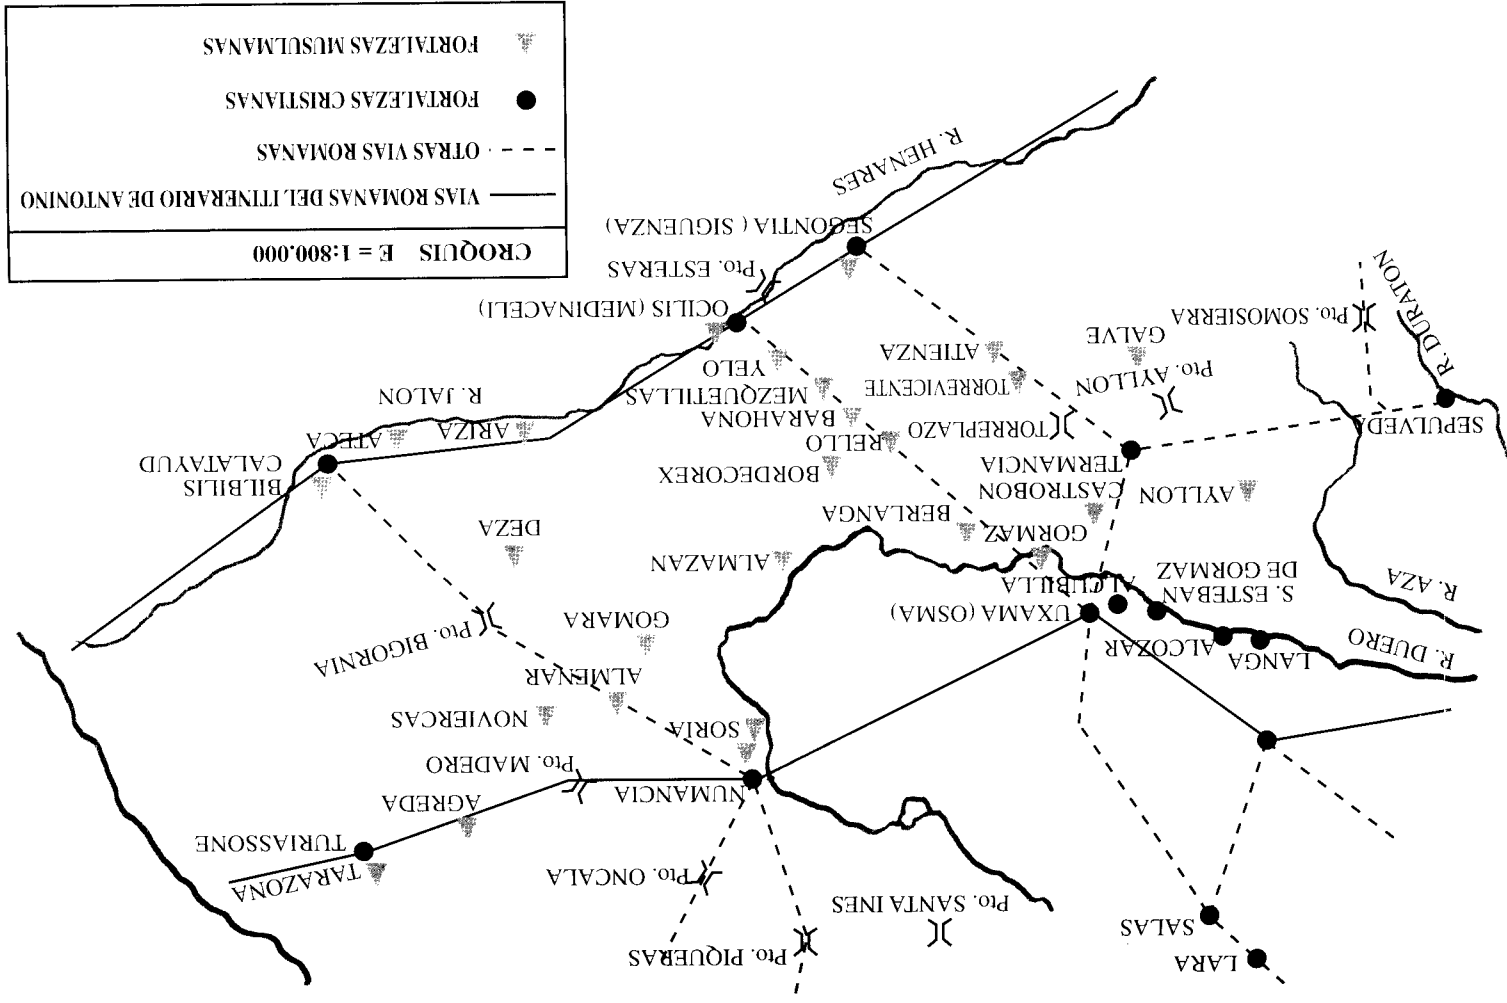 LARA
Pto. PIQUERAS
SALAS
Pto. SANTA INES
Pto. ONCALA
TARAZONA
TURIASSONE
AGREDA
NUMANCIA
Pto. MADERO
SORIA
NOVIERCAS
ALMENAR
LANGA
ALCOZAR
R. DUERO
Pto. BIGORNIA
GOMARA
UXAMA (OSMA)
S. ESTEBAN
DE GORMAZ
ALCUBILLA
R. AZA
ALMAZAN
GORMAZ
DEZA
BERLANGA
AYLLON
CASTROBON
TERMANCIA
BORDECOREX
BILBILIS
CALATAYUD
RELLO
ATECA
ARIZA
SEPULVEDA
TORREPLAZO
BARAHONA
R. JALON
Pto. AYLLON
TORREVICENTE
MEZQUETILLAS
YELO
R. DURATON
GALVE
ATIENZA
Pto. SOMOSIERRA
OCILIS (MEDINACELI)
Pto. ESTERAS
SEGONTIA ( SIGUENZA)
R. HENARES
CROQUIS E = 1:800.000
VIAS ROMANAS DEL ITINERARIO DE ANTONINO
OTRAS VIAS ROMANAS
FORTALEZAS CRISTIANAS
FORTALEZAS MUSULMANAS